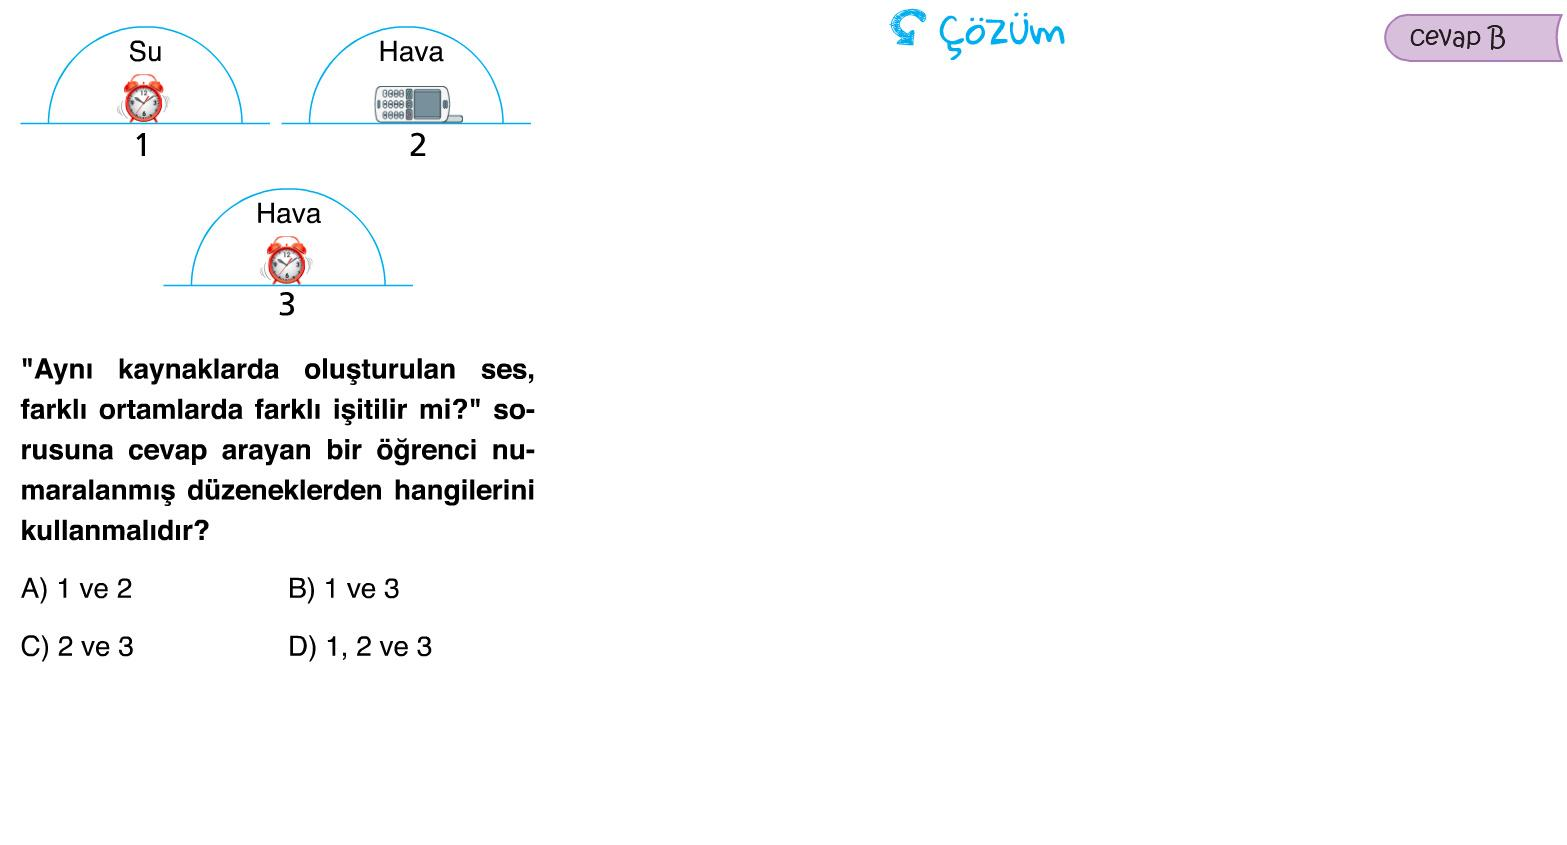 Su
Hava
1
2
Hava
3
"Aynı kaynaklarda oluşturulan ses,
farklı ortamlarda farklı işitilir mi?" so-
rusuna cevap arayan bir öğrenci nu-
maralanmış düzeneklerden hangilerini
kullanmalıdır?
A) 1 ve 2
B) 1 ve 3
C) 2 ve 3
D) 1, 2 ve 3
Çözüm
Cevap B